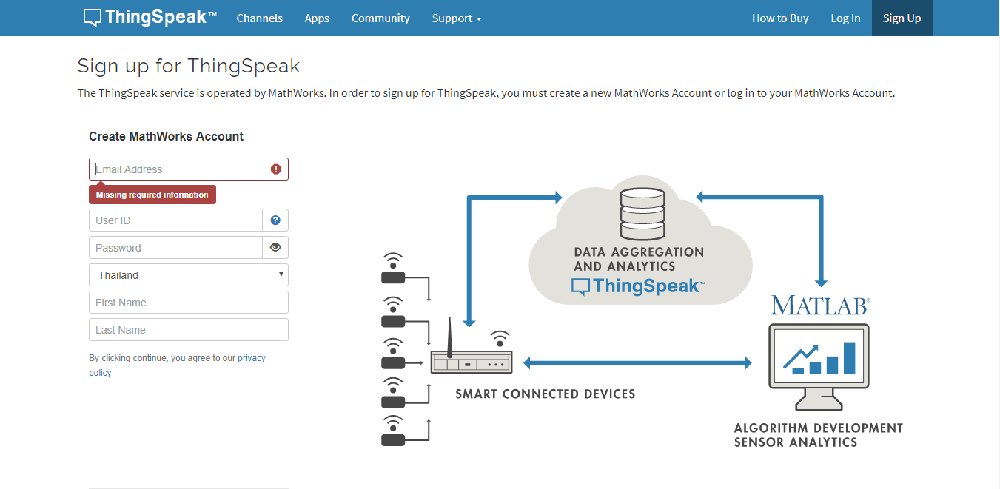 ThingSpeak™ Channels Apps Community Support How to Buy Log In Sign Up
Sign up for ThingSpeak
The ThingSpeak service is operated by MathWorks. In order to sign up for ThingSpeak, you must create a new MathWorks Account or log in to your MathWorks Account.
Create MathWorks Account
Email Address
Missing required information
User ID
Password
Thailand
First Name
Last Name
By clicking continue, you agree to our privacy
policy
DATA AGGREGATION
AND ANALYTICS
ThingSpeak™
MATLAB®
SMART CONNECTED DEVICES
ALGORITHM DEVELOPMENT
SENSOR ANALYTICS